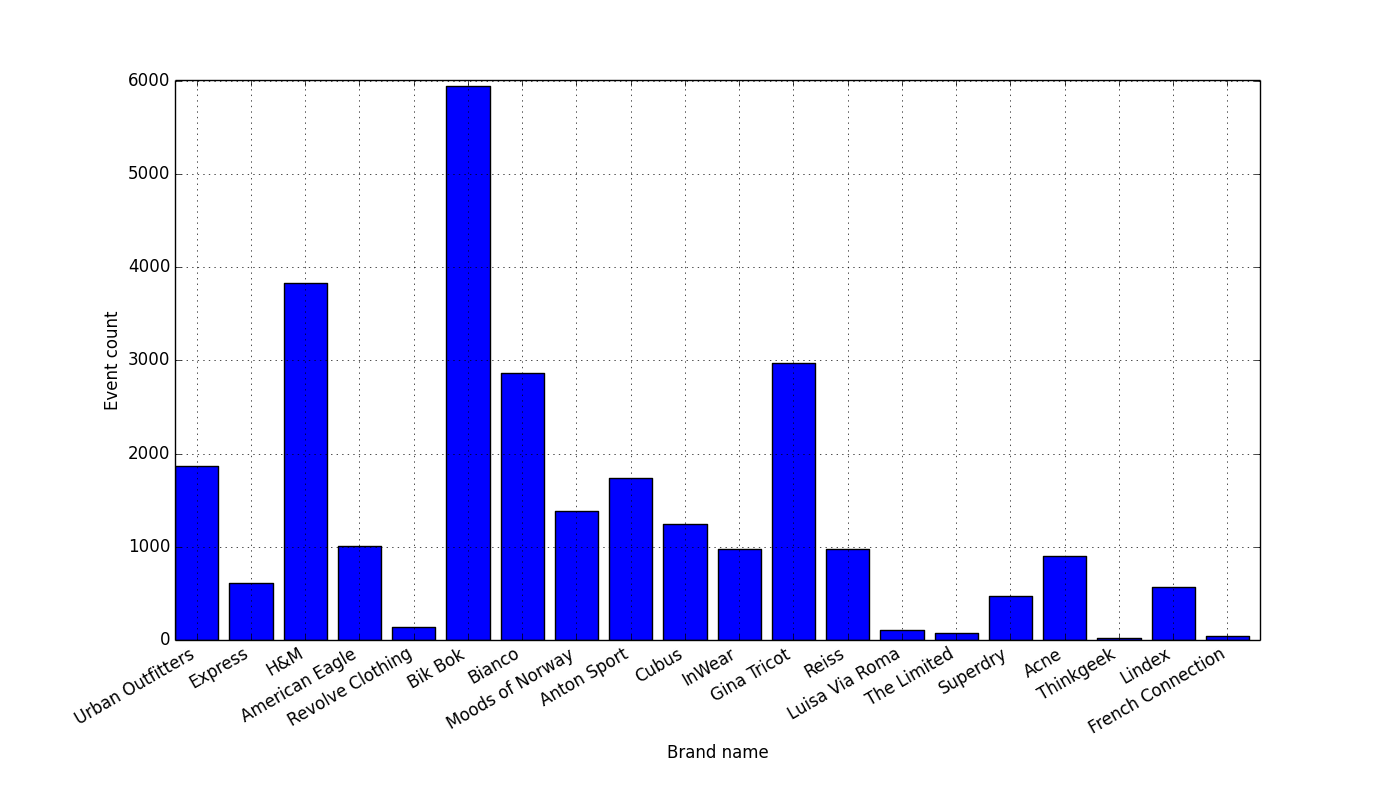 6000
5000
4000
3000
2000
1000
0
Event count
Urban Outfitters
Express
H&M
American Eagle
Revolve Clothing
Bik Bok
Bianco
Moods of Norway
Anton Sport
Cubus
InWear
Gina Tricot
Reiss
Luisa Via Roma
The Limited
Superdry
Acne
Thinkgeek
Lindex
French Connection
Brand name